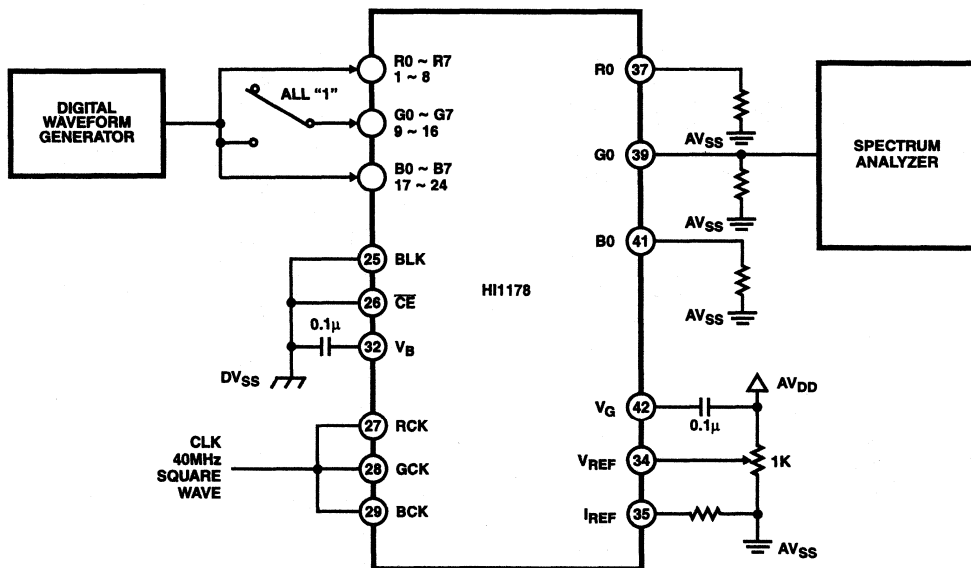 DIGITAL
WAVEFORM
GENERATOR
ALL “1”
R0 ~ R7
1 ~ 8
G0 ~ G7
9 ~ 16
B0 ~ B7
17 ~ 24
25 BLK
26 CE
0.1μ
32 VB
DVSS
27 RCK
CLK
40MHz
SQUARE
WAVE
28 GCK
29 BCK
HI1178
R0 37
AVSS
G0 39
AVSS
B0 41
AVSS
SPECTRUM
ANALYZER
AVDD
VG 42
0.1μ
VREF 34
1K
IREF 35
AVSS